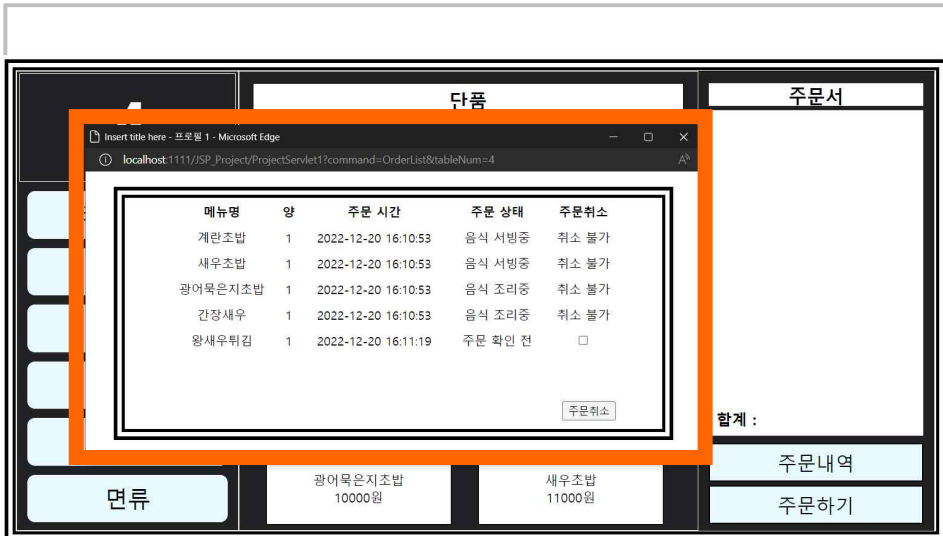 단품
주문서
Insert title here - 프로필 1 - Microsoft Edge
localhost:1111/JSP_Project/ProjectServlet1?command=OrderList&tableNum=4
메뉴명 양 주문 시간 주문 상태 주문취소
계란초밥 1 2022-12-20 16:10:53 음식 서빙중 취소 불가
새우초밥 1 2022-12-20 16:10:53 음식 서빙중 취소 불가
광어묵은지초밥 1 2022-12-20 16:10:53 음식 조리중 취소 불가
간장새우 1 2022-12-20 16:10:53 음식 조리중 취소 불가
왕새우튀김 1 2022-12-20 16:11:19 주문 확인 전
주문취소
합계 :
광어묵은지초밥
10000원
새우초밥
11000원
면류
주문내역
주문하기